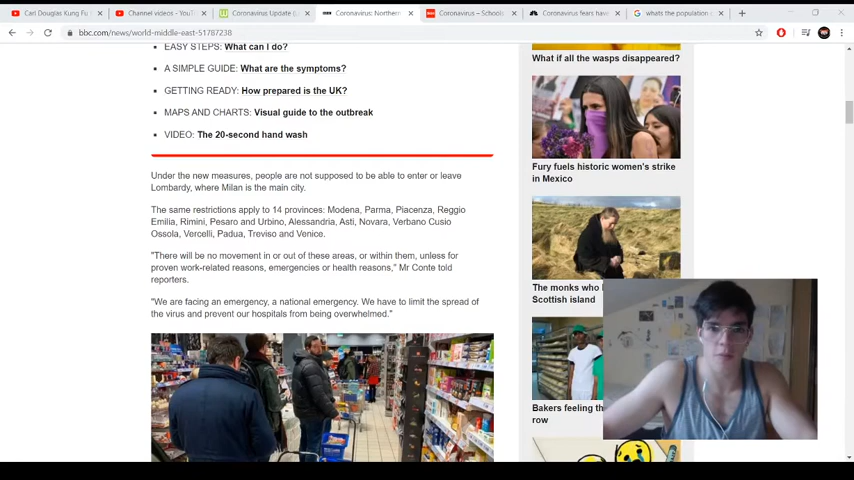 Carl Douglas Kung Fu
Channel videos - YouT
Coronavirus Update (
Coronavirus: Northern
Coronavirus – School
Coronavirus fears have
whats the population o
bbc.com/news/world-middle-east-51787238
EASY STEPS: What can I do?
A SIMPLE GUIDE: What are the symptoms?
GETTING READY: How prepared is the UK?
MAPS AND CHARTS: Visual guide to the outbreak
VIDEO: The 20-second hand wash
Under the new measures, people are not supposed to be able to enter or leave
Lombardy, where Milan is the main city.
The same restrictions apply to 14 provinces: Modena, Parma, Piacenza, Reggio
Emilia, Rimini, Pesaro and Urbino, Alessandria, Asti, Novara, Verbano Cusio
Ossola, Vercelli, Padua, Treviso and Venice.
"There will be no movement in or out of these areas, or within them, unless for
proven work-related reasons, emergencies or health reasons," Mr Conte told
reporters.
"We are facing an emergency, a national emergency. We have to limit the spread of
the virus and prevent our hospitals from being overwhelmed."
What if all the wasps disappeared?
Fury fuels historic women's strike
in Mexico
The monks who
Scottish island
Bakers feeling th
row